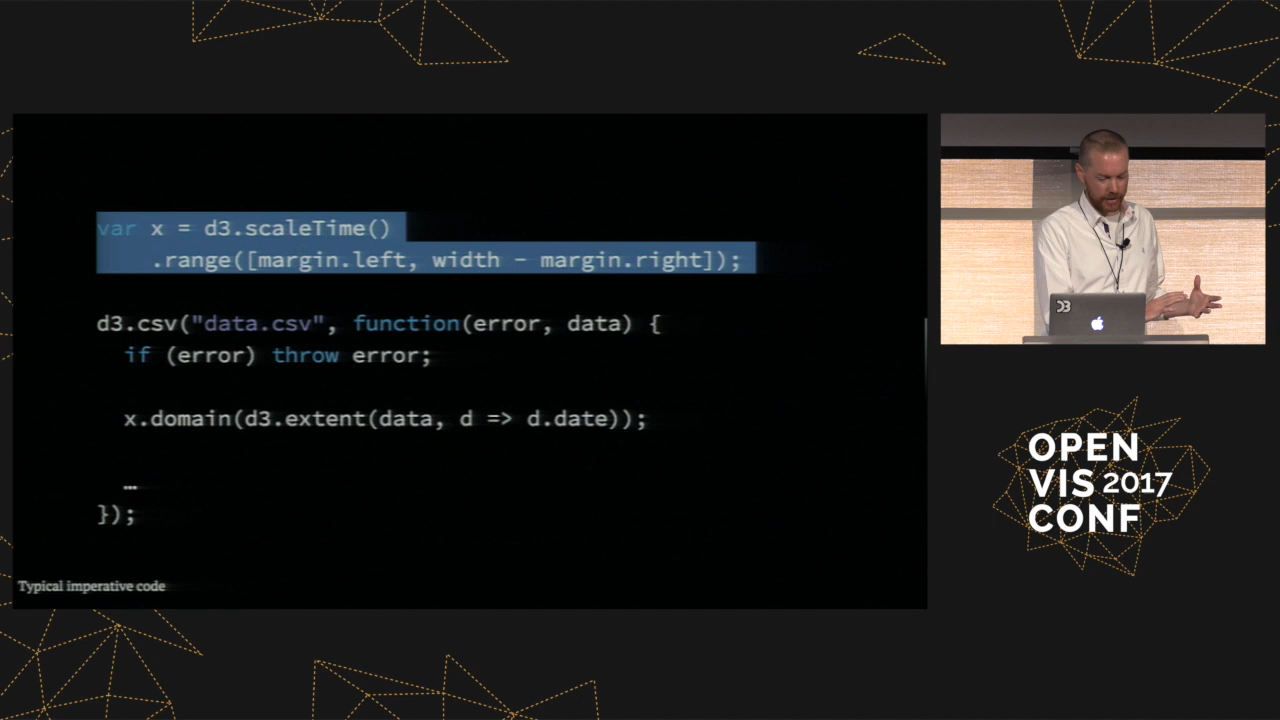 var x = d3.scaleTime()
.range([margin.left, width - margin.right]);
d3.csv("data.csv", function(error, data) {
if (error) throw error;
x.domain(d3.extent(data, d => d.date));
…
});
Typical imperative code
D3
OPEN
VIS 2017
CONF